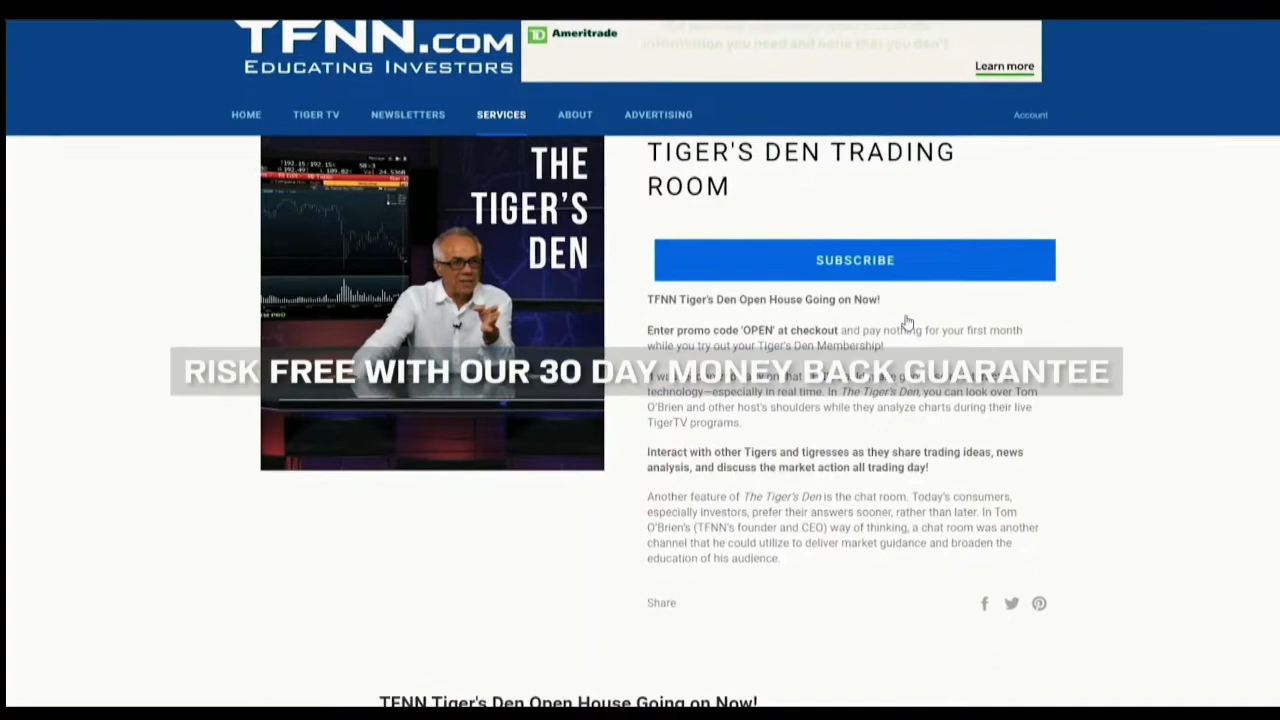 TFNN.COM
EDUCATING INVESTORS
Ameritrade
information you need and none that you don't
Learn more
HOME TIGER TV NEWSLETTERS SERVICES ABOUT ADVERTISING Account
THE
TIGER'S
DEN
TIGER'S DEN TRADING
ROOM
SUBSCRIBE
TFNN Tiger's Den Open House Going on Now!
Enter promo code 'OPEN' at checkout and pay nothing for your first month
while you try out your Tiger's Den Membership!
RISK FREE WITH OUR 30 DAY MONEY BACK GUARANTEE
technology—especially in real time. In The Tiger's Den, you can look over Tom
O'Brien and other host's shoulders while they analyze charts during their live
TigerTV programs.
Interact with other Tigers and tigresses as they share trading ideas, news
analysis, and discuss the market action all trading day!
Another feature of The Tiger's Den is the chat room. Today's consumers,
especially investors, prefer their answers sooner, rather than later. In Tom
O'Brien's (TFNN's founder and CEO) way of thinking, a chat room was another
channel that he could utilize to deliver market guidance and broaden the
education of his audience.
Share
TFNN Tiger's Den Open House Going on Now!